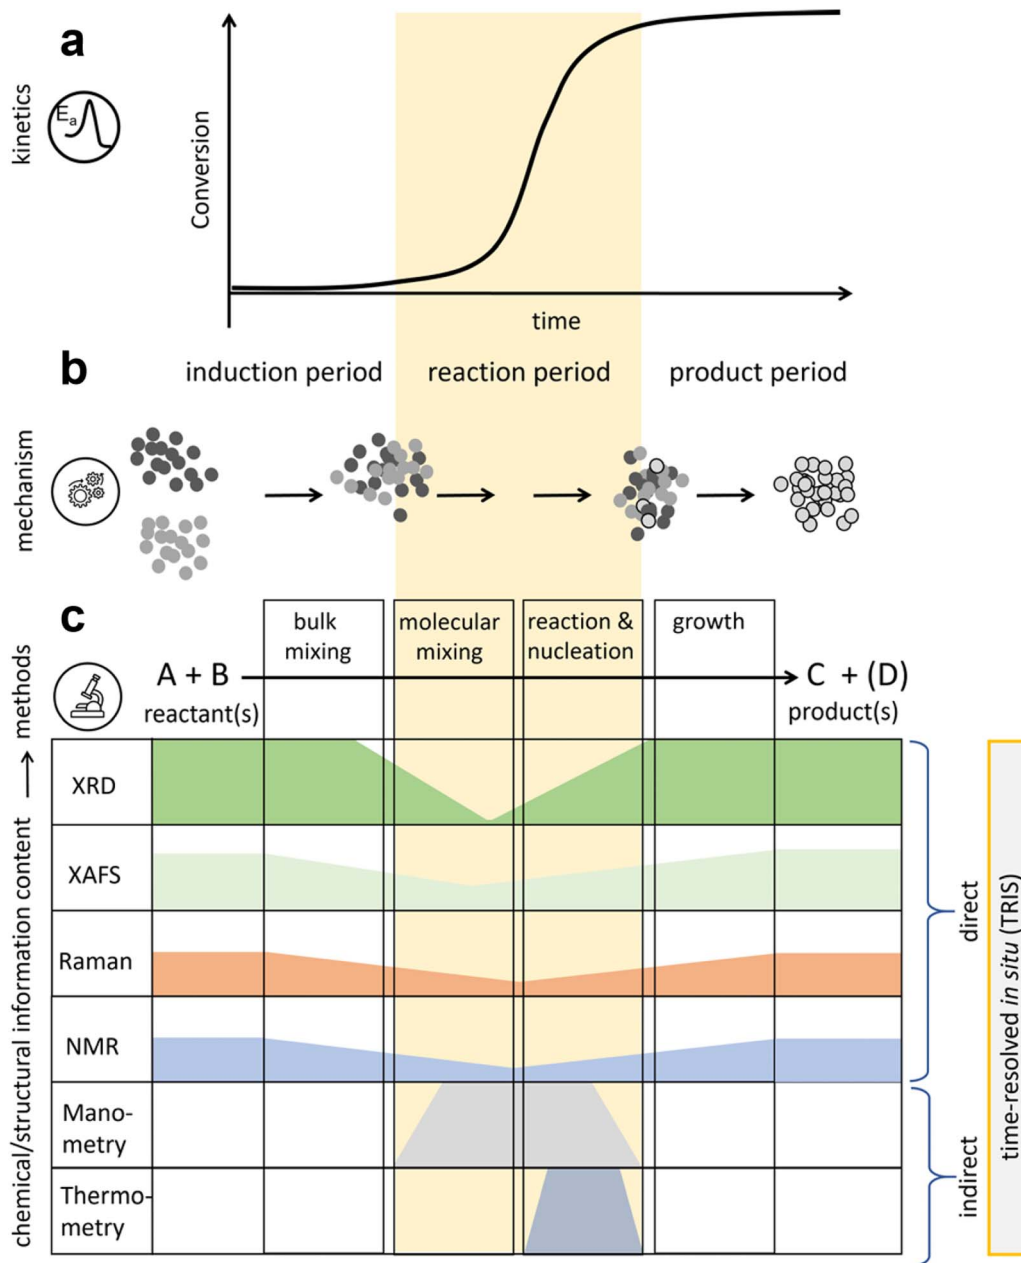 a
kinetics
Ea
Conversion
time
b
induction period
reaction period
product period
mechanism
c
bulk
mixing
molecular
mixing
reaction &
nucleation
growth
methods
A + B
C + (D)
reactant(s)
product(s)
chemical/structural information content
XRD
XAFS
Raman
NMR
Mano-
metry
Thermo-
metry
direct
indirect
time-resolved in situ (TRIS)